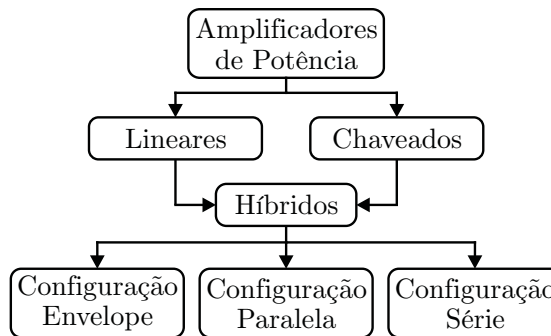 Amplificadores
de Potência
Lineares
Chaveados
Híbridos
Configuração
Envelope
Configuração
Paralela
Configuração
Série